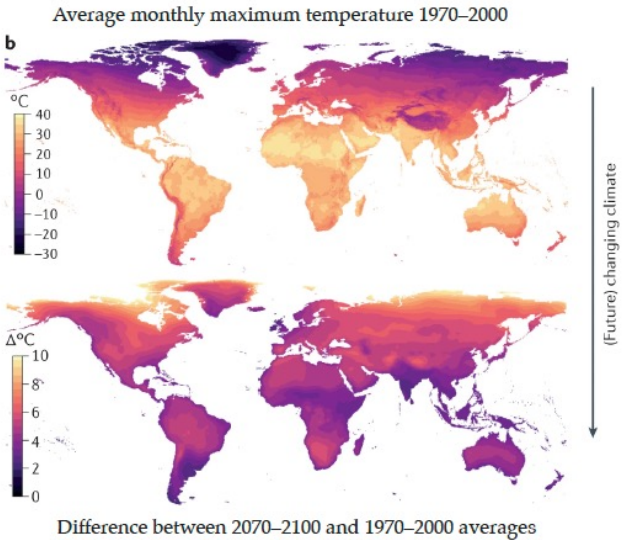 Average monthly maximum temperature 1970–2000
b
°C
40
30
20
10
0
−10
−20
−30
(Future) changing climate
Δ°C
10
8
6
4
2
0
Difference between 2070–2100 and 1970–2000 averages